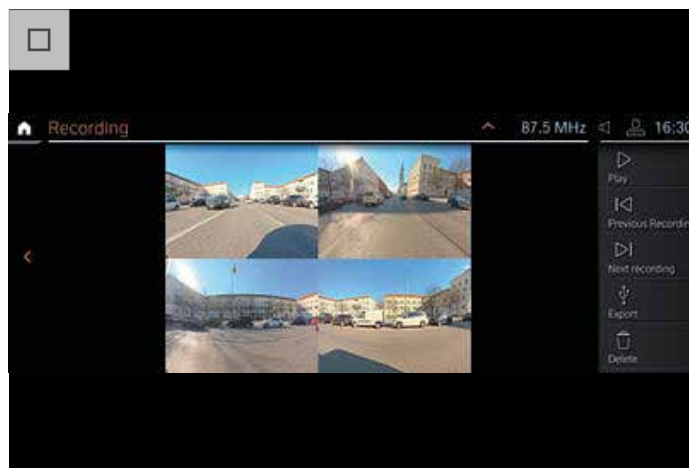 Recording
87.5 MHz
16:30
Play
Previous Recordin
Next recording
Export
Delete